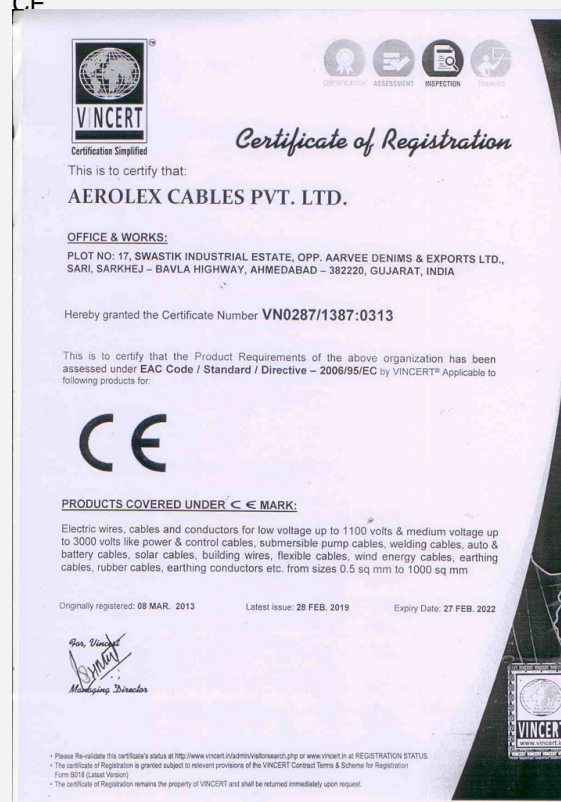 CE
TM
VINCERT
Certification Simplified
CERTIFICATION ASSESSMENT INSPECTION TRAINING
Certificate of Registration
This is to certify that:
AEROLEX CABLES PVT. LTD.
OFFICE & WORKS:
PLOT NO: 17, SWASTIK INDUSTRIAL ESTATE, OPP. AARVEE DENIMS & EXPORTS LTD.,
SARI, SARKHEJ – BAVLA HIGHWAY, AHMEDABAD – 382220, GUJARAT, INDIA
Hereby granted the Certificate Number VN0287/1387:0313
This is to certify that the Product Requirements of the above organization has been
assessed under EAC Code / Standard / Directive – 2006/95/EC by VINCERT® Applicable to
following products for:
CE
PRODUCTS COVERED UNDER C E MARK:
Electric wires, cables and conductors for low voltage up to 1100 volts & medium voltage up
to 3000 volts like power & control cables, submersible pump cables, welding cables, auto &
battery cables, solar cables, building wires, flexible cables, wind energy cables, earthing
cables, rubber cables, earthing conductors etc. from sizes 0.5 sq mm to 1000 sq mm
Originally registered: 08 MAR. 2013 Latest issue: 28 FEB. 2019 Expiry Date: 27 FEB. 2022
For, Vincert
Managing Director
VINCERT
www.vincert.in
• Please Re-validate this certificate's status at http://www.vincert.in/admin/visitorsearch.php or www.vincert.in at REGISTRATION STATUS.
• The certificate of Registration is granted subject to relevant provisions of the VINCERT Contract Terms & Scheme for Registration
Form B018 (Latest Version)
• The certificate of Registration remains the property of VINCERT and shall be returned immediately upon request.